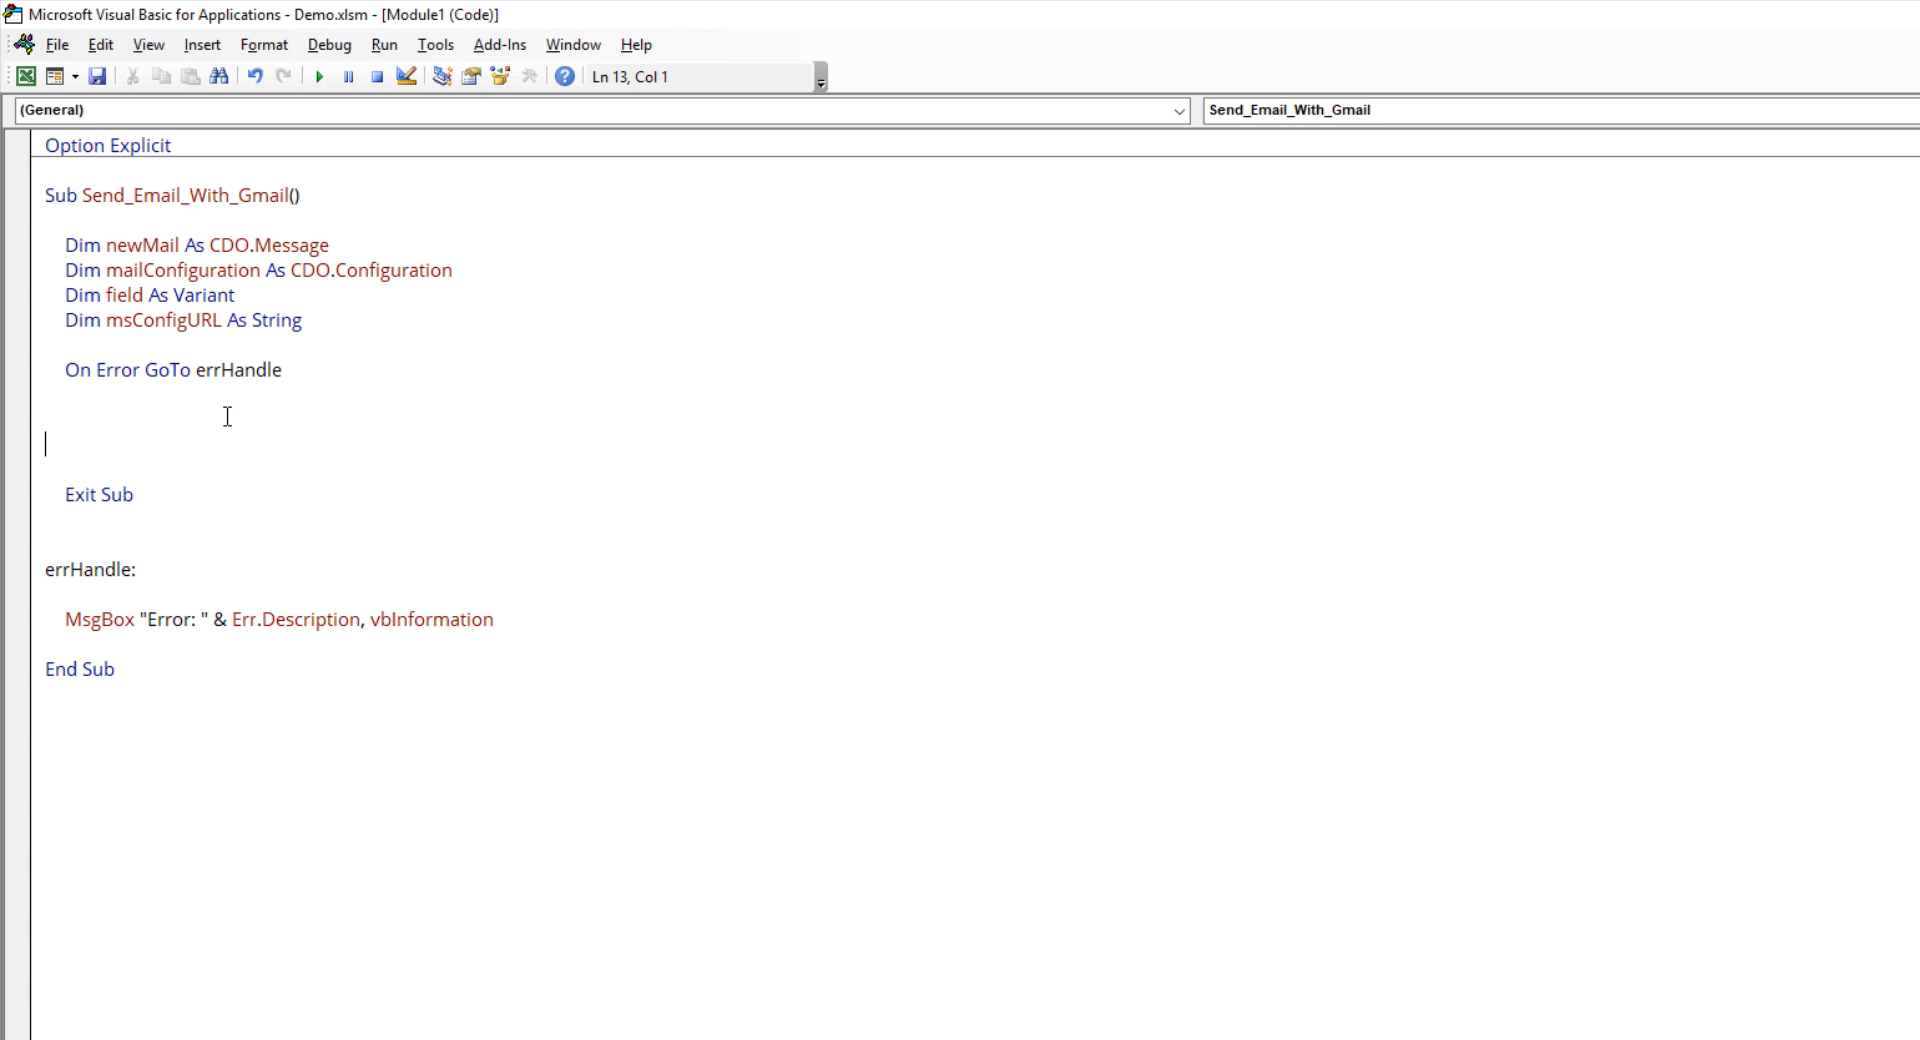 Microsoft Visual Basic for Applications - Demo.xlsm - [Module1 (Code)]
File Edit View Insert Format Debug Run Tools Add-Ins Window Help
Ln 13, Col 1
(General) Send_Email_With_Gmail
Option Explicit
Sub Send_Email_With_Gmail()
Dim newMail As CDO.Message
Dim mailConfiguration As CDO.Configuration
Dim field As Variant
Dim msConfigURL As String
On Error GoTo errHandle
Exit Sub
errHandle:
MsgBox "Error: " & Err.Description, vbInformation
End Sub